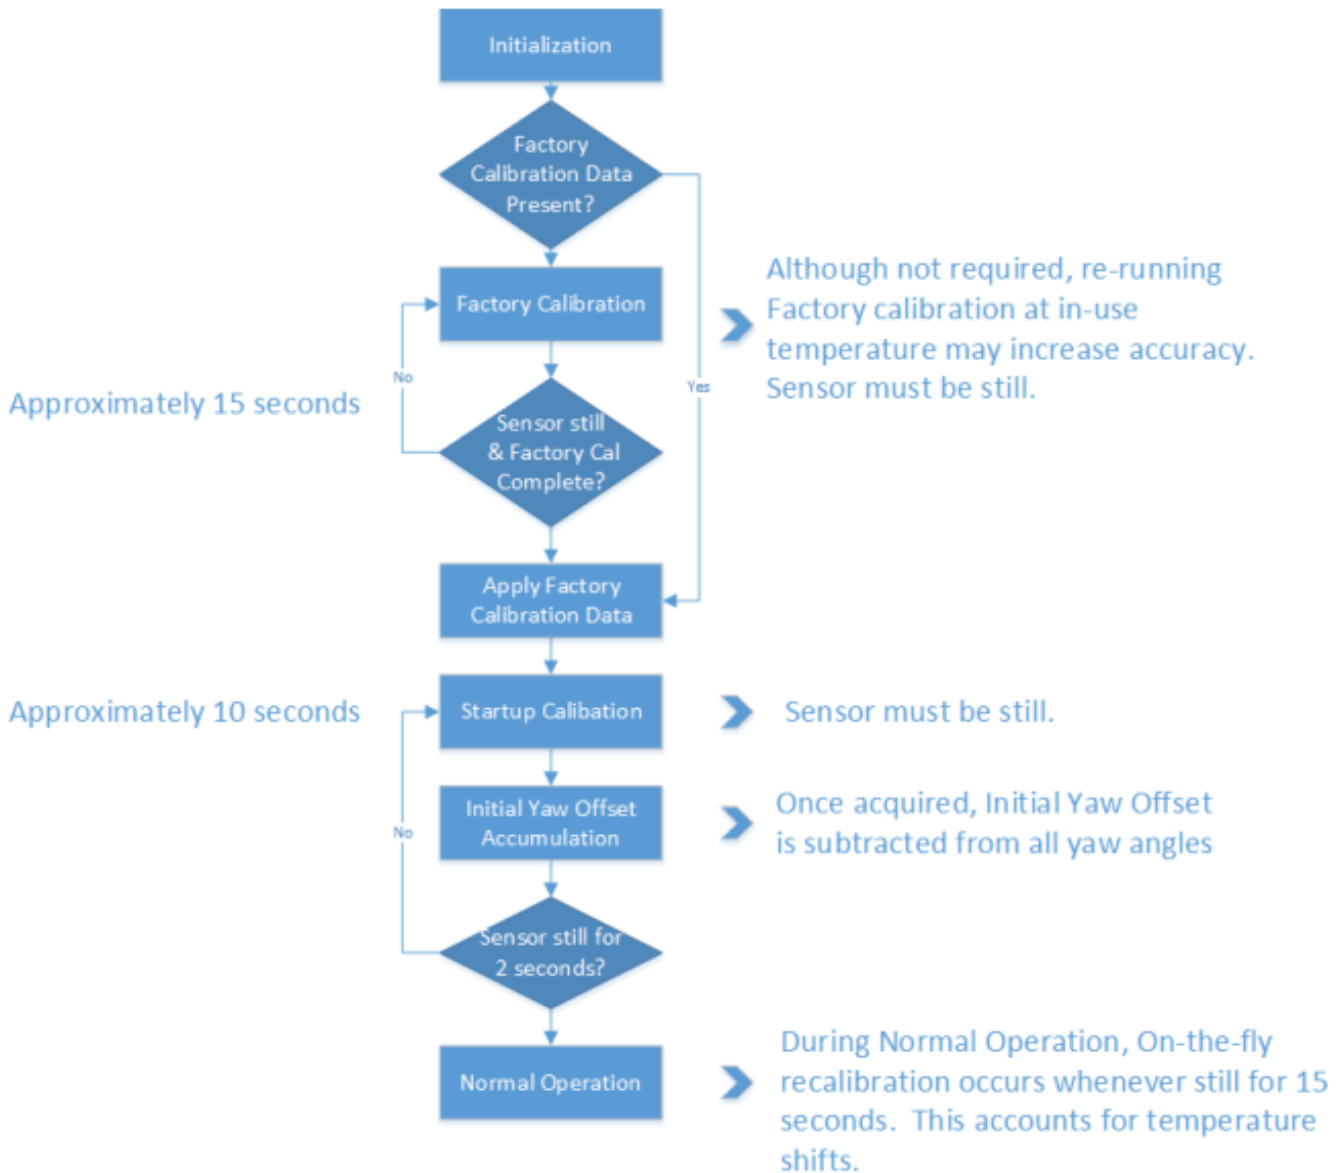 Initialization
Factory
Calibration Data
Present?
Factory Calibration
Although not required, re-running
Factory calibration at in-use
temperature may increase accuracy.
Sensor must be still.
No
Yes
Approximately 15 seconds
Sensor still
& Factory Cal
Complete?
Apply Factory
Calibration Data
Approximately 10 seconds
Startup Calibation
Sensor must be still.
Initial Yaw Offset
Accumulation
Once acquired, Initial Yaw Offset
is subtracted from all yaw angles
No
Sensor still for
2 seconds?
Normal Operation
During Normal Operation, On-the-fly
recalibration occurs whenever still for 15
seconds. This accounts for temperature
shifts.